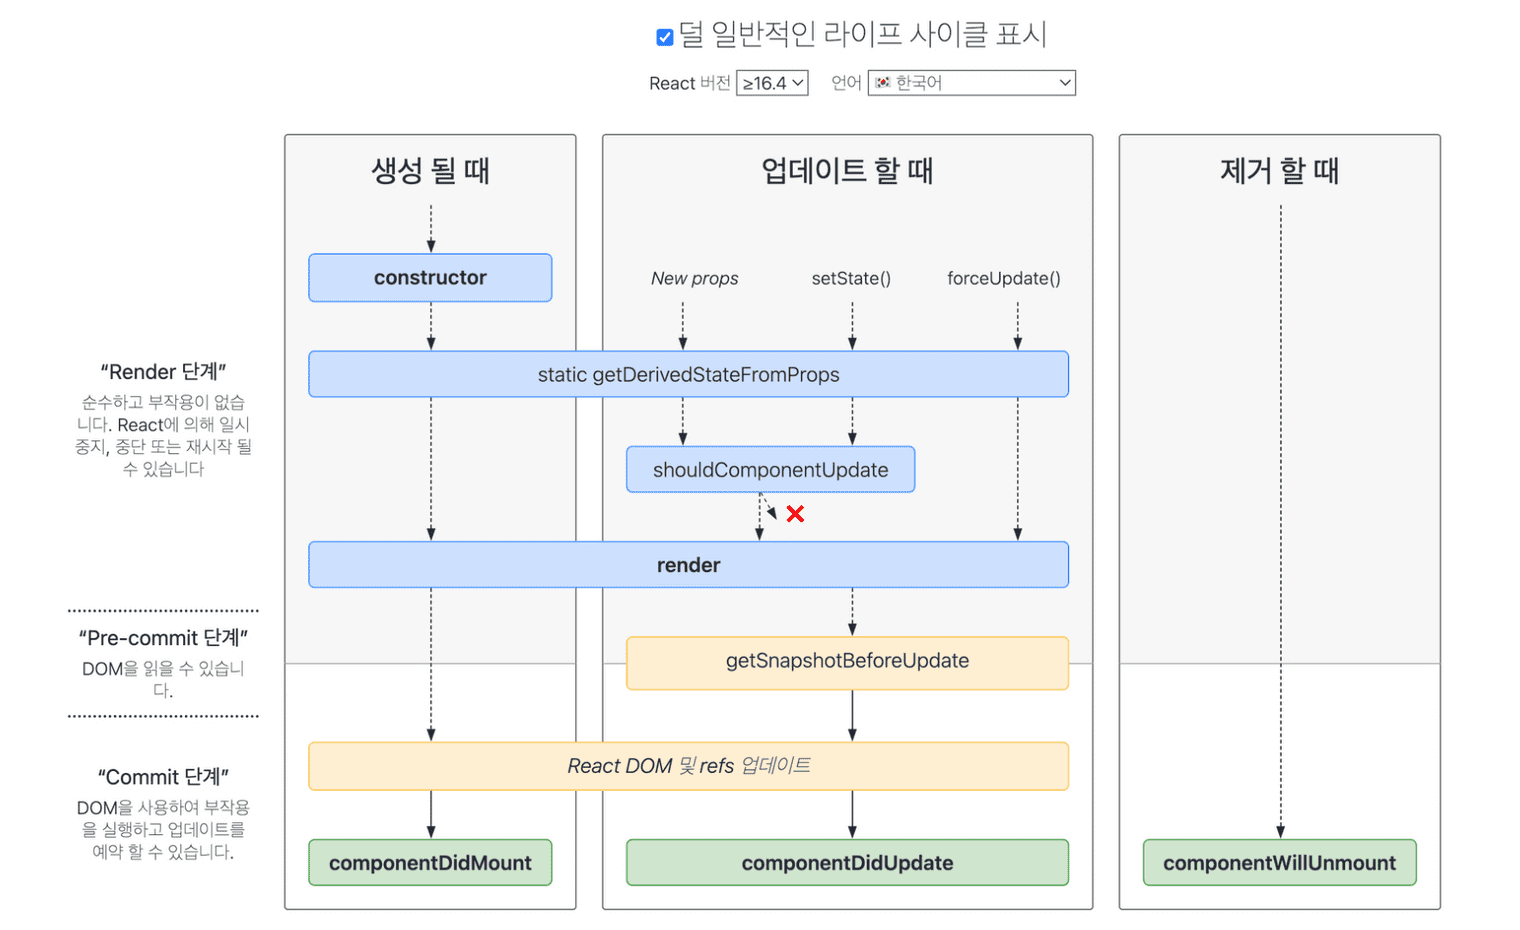 덜 일반적인 라이프 사이클 표시
React 버전 ≥16.4 언어 🇰🇷 한국어
생성 될 때
업데이트 할 때
제거 할 때
constructor
New props
setState()
forceUpdate()
“Render 단계”
순수하고 부작용이 없습
니다. React에 의해 일시
중지, 중단 또는 재시작 될
수 있습니다
static getDerivedStateFromProps
shouldComponentUpdate
render
“Pre-commit 단계”
DOM을 읽을 수 있습니
다.
getSnapshotBeforeUpdate
React DOM 및 refs 업데이트
“Commit 단계”
DOM을 사용하여 부작용
을 실행하고 업데이트를
예약 할 수 있습니다.
componentDidMount
componentDidUpdate
componentWillUnmount